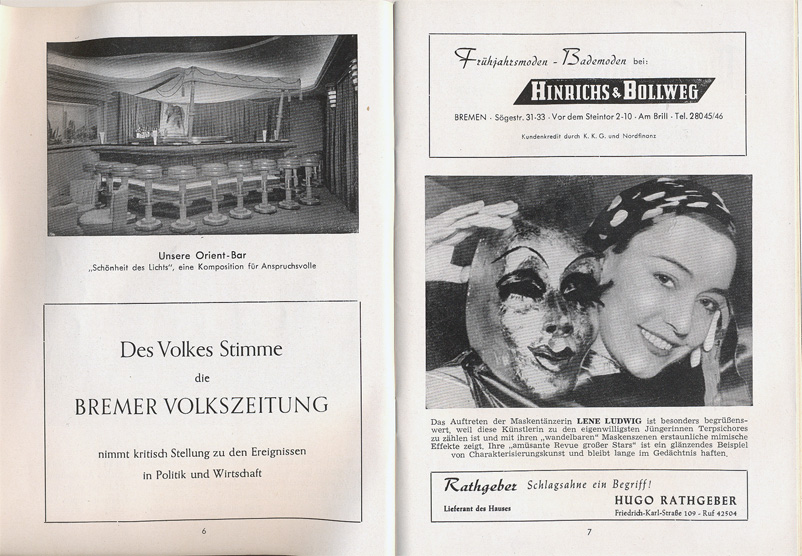 Unsere Orient-Bar
„Schönheit des Lichts", eine Komposition für Anspruchsvolle
Des Volkes Stimme
die
BREMER VOLKSZEITUNG
nimmt kritisch Stellung zu den Ereignissen
in Politik und Wirtschaft
6
Frühjahrsmoden - Bademoden bei:
HINRICHS & BOLLWEG
BREMEN · Sögestr. 31-33 · Vor dem Steintor 2-10 · Am Brill · Tel. 28045/46
Kundenkredit durch K. K. G. und Nordfinanz
Das Auftreten der Maskentänzerin LENE LUDWIG ist besonders begrüßens-
wert, weil diese Künstlerin zu den eigenwilligsten Jüngerinnen Terpsichores
zu zählen ist und mit ihren „wandelbaren" Maskenszenen erstaunliche mimische
Effekte zeigt. Ihre „amüsante Revue großer Stars" ist ein glänzendes Beispiel
von Charakterisierungskunst und bleibt lange im Gedächtnis haften.
Rathgeber Schlagsahne ein Begriff!
HUGO RATHGEBER
Lieferant des Hauses
Friedrich-Karl-Straße 109 - Ruf 42504
7